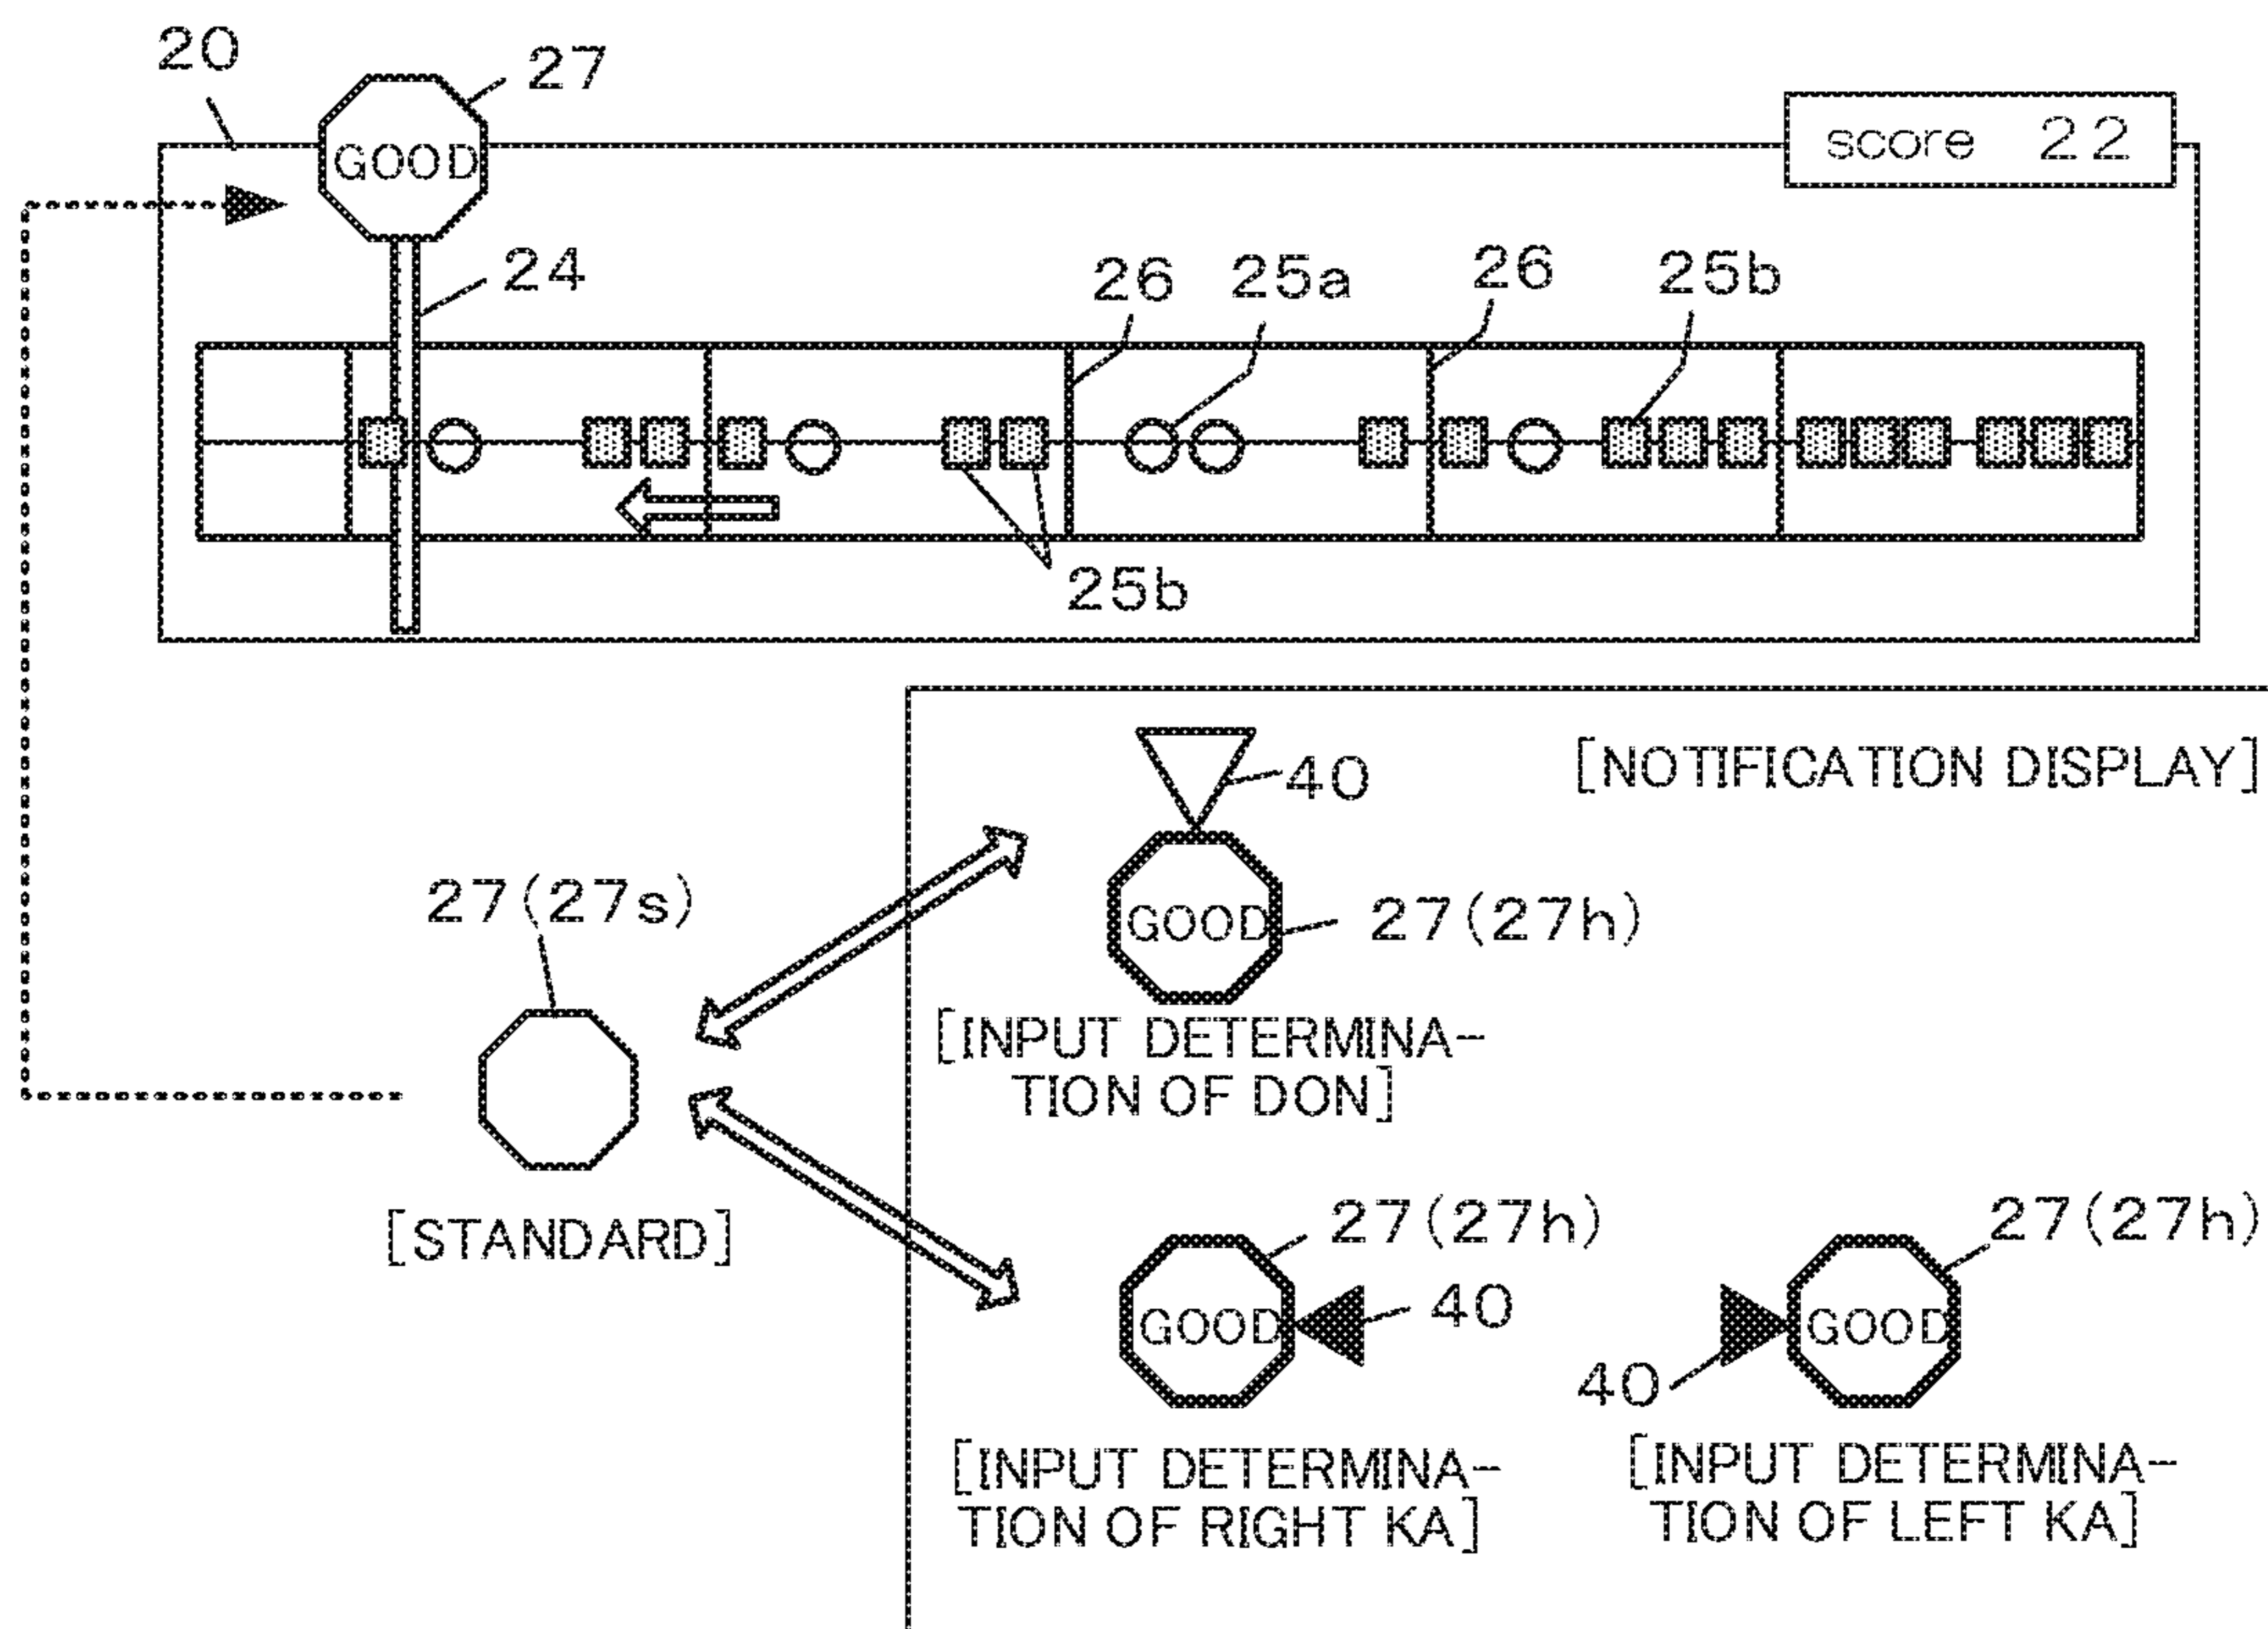 20
27
GOOD
score 22
24
26
25a
26
25b
25b
[NOTIFICATION DISPLAY]
40
27(27s)
GOOD
27(27h)
[INPUT DETERMINA-
TION OF DON]
[STANDARD]
27(27h)
GOOD
40
[INPUT DETERMINA-
TION OF RIGHT KA]
27(27h)
GOOD
40
[INPUT DETERMINA-
TION OF LEFT KA]